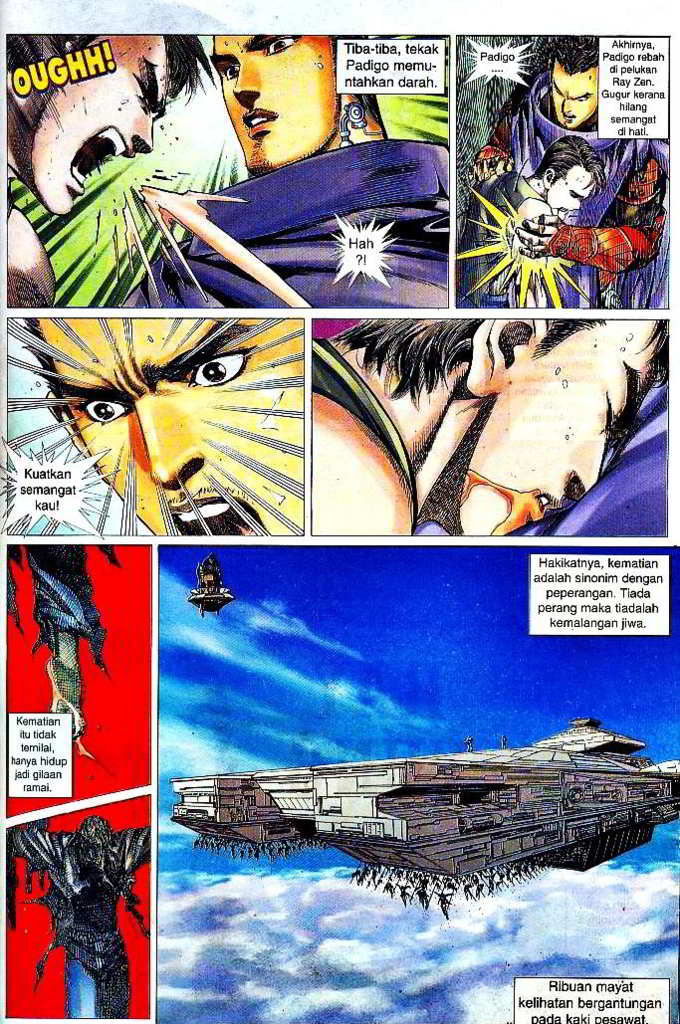 OUGHH!
Tiba-tiba, tekak
Padigo memu-
ntahkan darah.
Hah
?!
Padigo
....
Akhirnya,
Padigo rebah
di pelukan
Ray Zen.
Gugur kerana
hilang
semangat
di hati.
Kuatkan
semangat
kau!
Kematian
itu tidak
ternilai,
hanya hidup
jadi gilaan
ramai.
Hakikatnya, kematian
adalah sinonim dengan
peperangan. Tiada
perang maka tiadalah
kemalangan jiwa.
Ribuan mayat
kelihatan bergantungan
pada kaki pesawat.